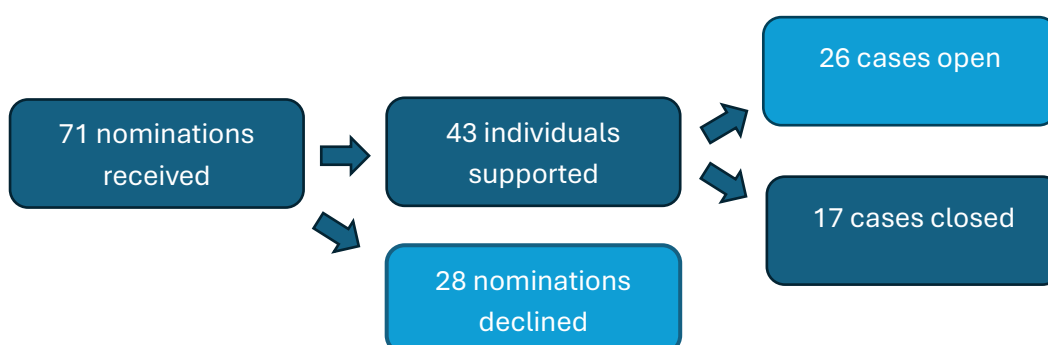 71 nominations
received
43 individuals
supported
28 nominations
declined
26 cases open
17 cases closed